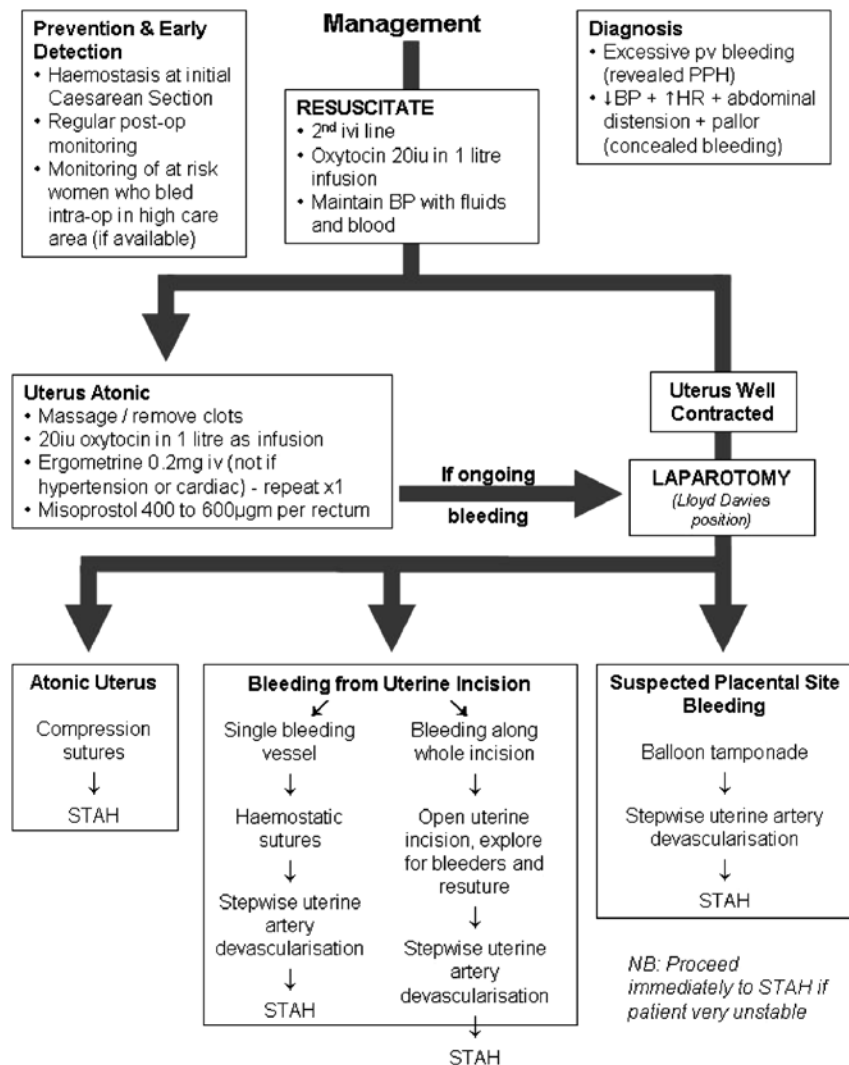 Management
Prevention & Early
Detection
• Haemostasis at initial
Caesarean Section
• Regular post-op
monitoring
• Monitoring of at risk
women who bled
intra-op in high care
area (if available)
RESUSCITATE
• 2nd ivi line
• Oxytocin 20iu in 1 litre
infusion
• Maintain BP with fluids
and blood
Diagnosis
• Excessive pv bleeding
(revealed PPH)
• ↓BP + ↑HR + abdominal
distension + pallor
(concealed bleeding)
Uterus Atonic
• Massage / remove clots
• 20iu oxytocin in 1 litre as infusion
• Ergometrine 0.2mg iv (not if
hypertension or cardiac) - repeat x1
• Misoprostol 400 to 600µgm per rectum
If ongoing
bleeding
Uterus Well
Contracted
LAPAROTOMY
(Lloyd Davies
position)
Atonic Uterus
Compression
sutures
↓
STAH
Bleeding from Uterine Incision
↙ ↘
Single bleeding
vessel
↓
Haemostatic
sutures
↓
Stepwise uterine
artery
devascularisation
↓
STAH
Bleeding along
whole incision
↓
Open uterine
incision, explore
for bleeders and
resuture
↓
Stepwise uterine
artery
devascularisation
↓
STAH
Suspected Placental Site
Bleeding
Balloon tamponade
↓
Stepwise uterine artery
devascularisation
↓
STAH
NB: Proceed
immediately to STAH if
patient very unstable